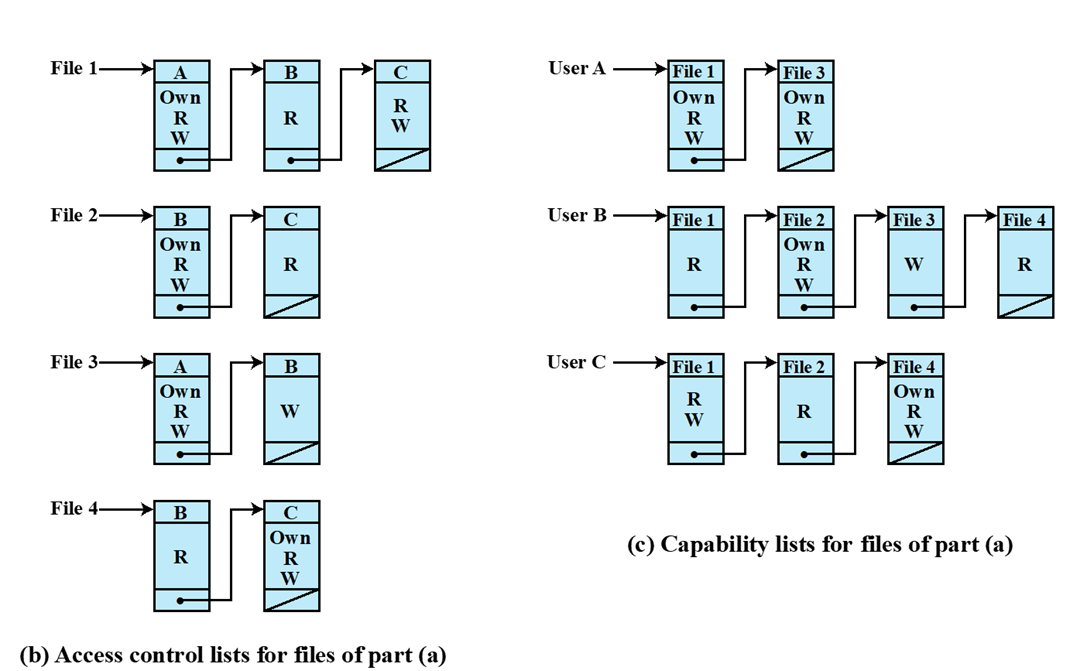 File 1
A
Own
R
W
B
R
C
R
W
File 2
B
Own
R
W
C
R
File 3
A
Own
R
W
B
W
File 4
B
R
C
Own
R
W
(b) Access control lists for files of part (a)
User A
File 1
Own
R
W
File 3
Own
R
W
User B
File 1
R
File 2
Own
R
W
File 3
W
File 4
R
User C
File 1
R
W
File 2
R
File 4
Own
R
W
(c) Capability lists for files of part (a)